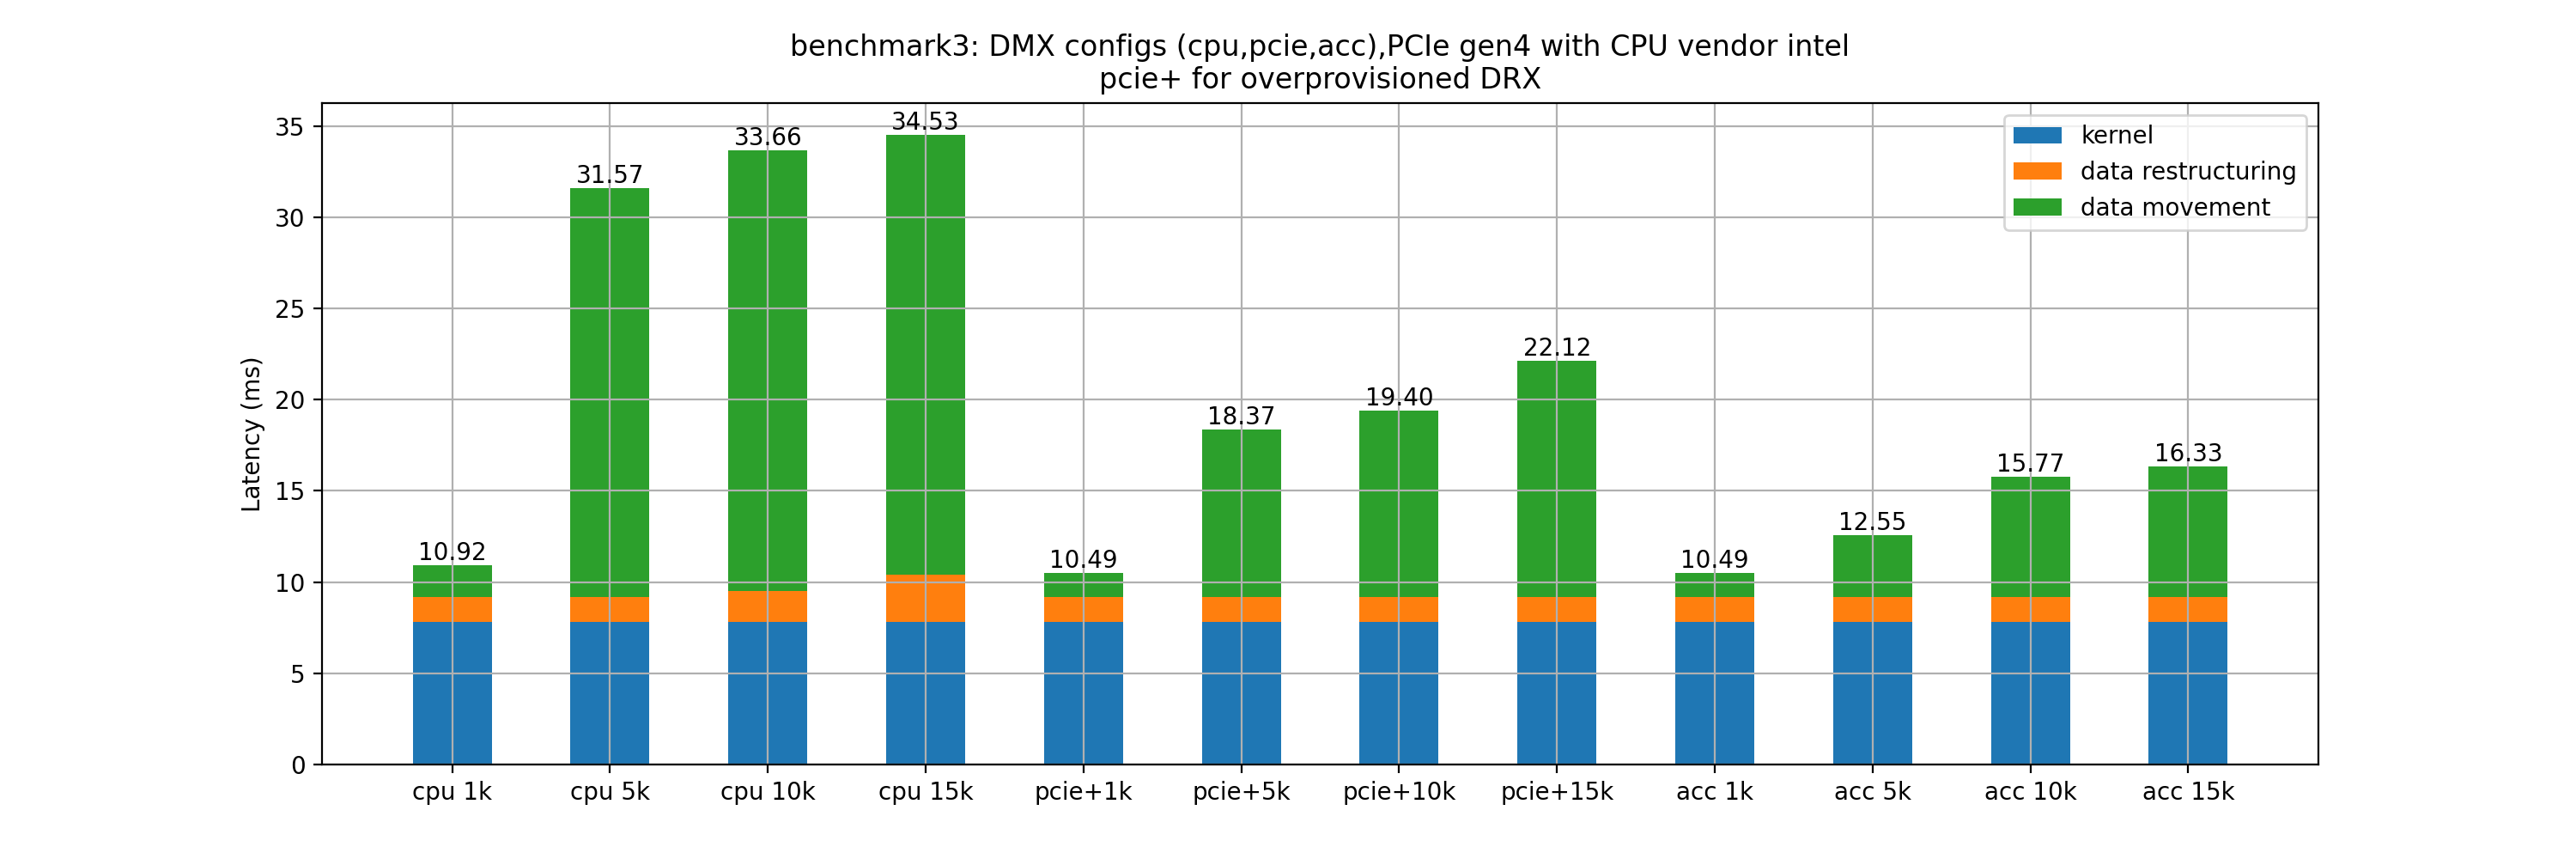 benchmark3: DMX configs (cpu,pcie,acc),PCIe gen4 with CPU vendor intel
pcie+ for overprovisioned DRX
kernel
data restructuring
data movement
Latency (ms)
35
30
25
20
15
10
5
0
10.92
31.57
33.66
34.53
10.49
18.37
19.40
22.12
10.49
12.55
15.77
16.33
cpu 1k
cpu 5k
cpu 10k
cpu 15k
pcie+1k
pcie+5k
pcie+10k
pcie+15k
acc 1k
acc 5k
acc 10k
acc 15k